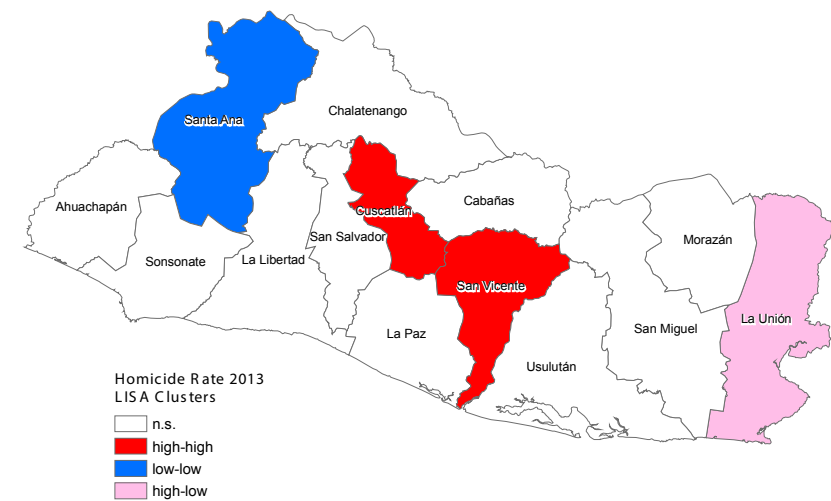 Chalatenango
Santa Ana
Ahuachapán
Cabañas
Cuscatlán
San Salvador
Morazán
Sonsonate
La Libertad
San Vicente
La Unión
San Miguel
La Paz
Usulután
Homicide Rate 2013
LISA Clusters
n.s.
high-high
low-low
high-low